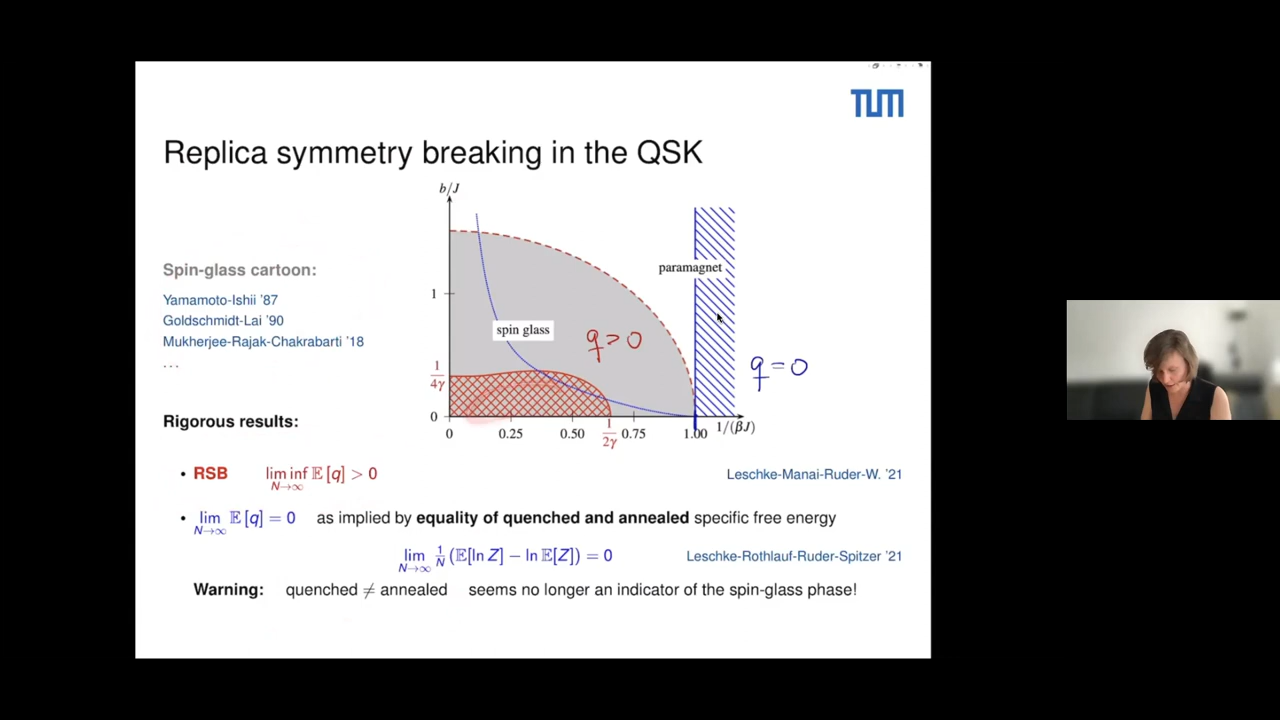 TUM
Replica symmetry breaking in the QSK
b/J
paramagnet
Spin-glass cartoon:
Yamamoto-Ishii '87
Goldschmidt-Lai '90
Mukherjee-Rajak-Chakrabarti '18
...
1
spin glass
q > 0
q = 0
1/4γ
0
0 0.25 0.50 1/2γ 0.75 1.00 1/(βJ)
Rigorous results:
• RSB lim inf N→∞ 𝔼[q] > 0 Leschke-Manai-Ruder-W. '21
• lim N→∞ 𝔼[q] = 0 as implied by equality of quenched and annealed specific free energy
lim N→∞ 1/N (𝔼[ln Z] − ln 𝔼[Z]) = 0 Leschke-Rothlauf-Ruder-Spitzer '21
Warning: quenched ≠ annealed seems no longer an indicator of the spin-glass phase!